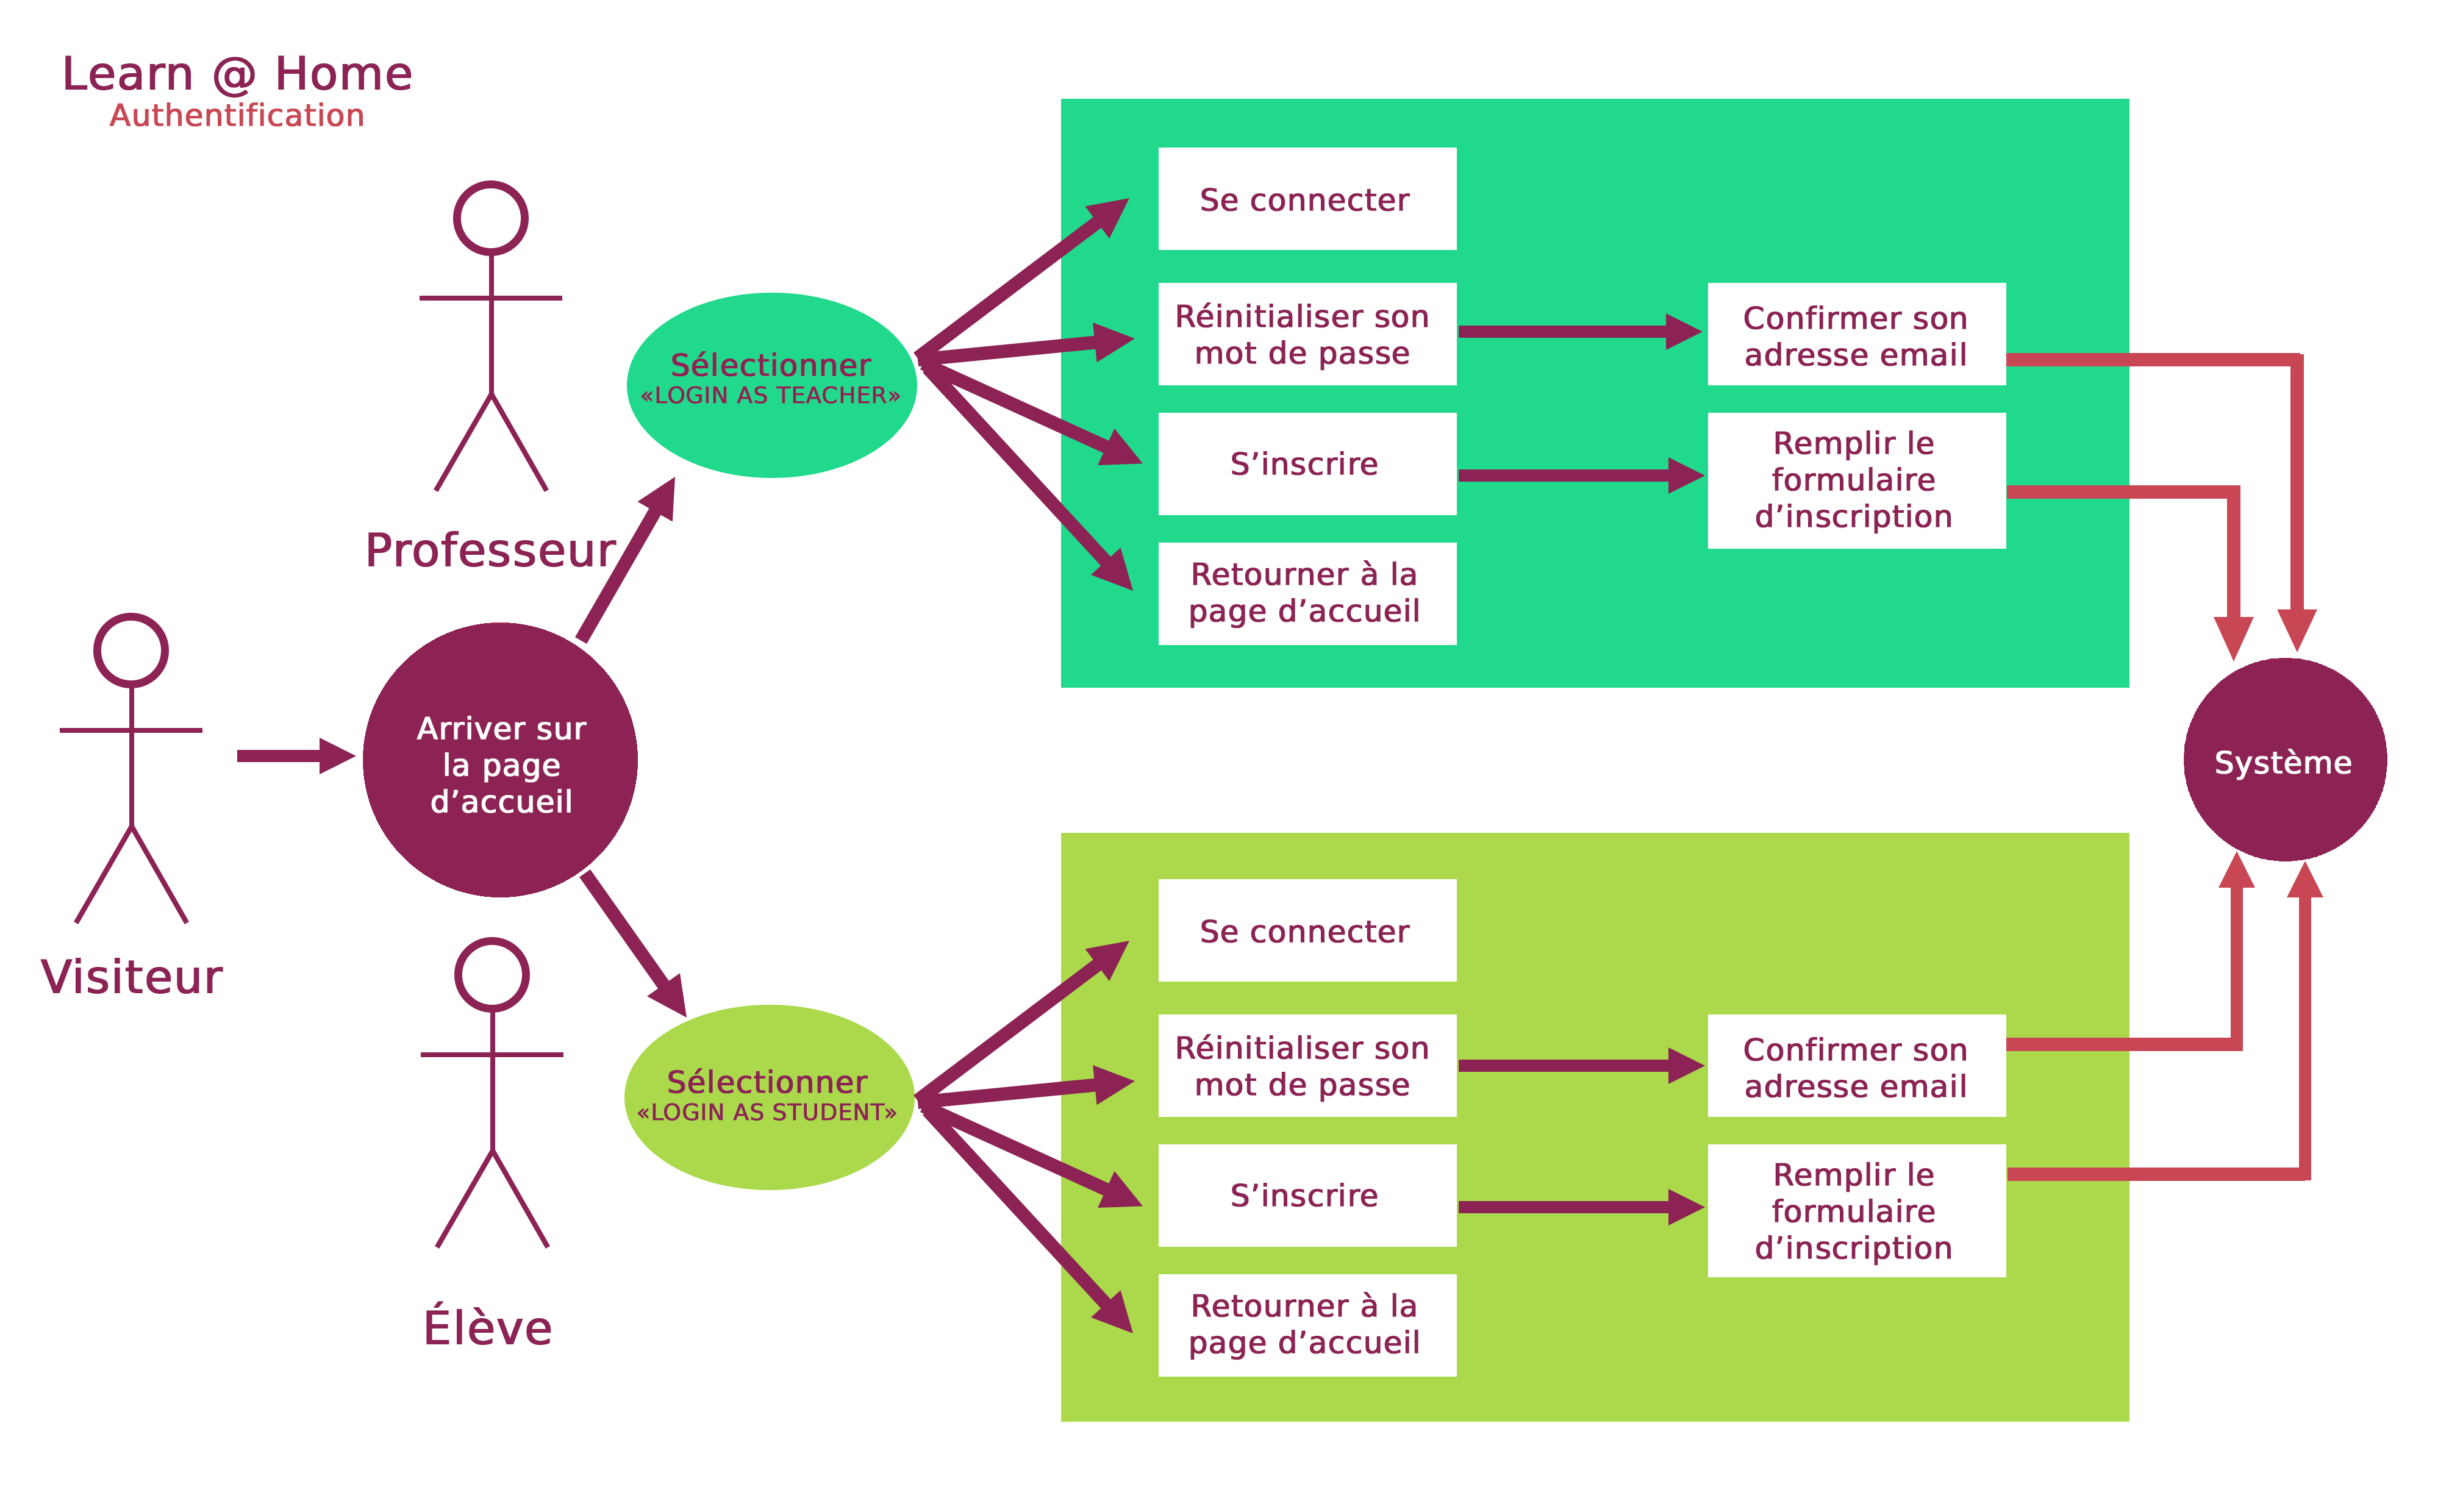 Learn @ Home
Authentification
Professeur
Visiteur
Arriver sur
la page
d’accueil
Élève
Sélectionner
«LOGIN AS TEACHER»
Se connecter
Réinitialiser son
mot de passe
Confirmer son
adresse email
S’inscrire
Remplir le
formulaire
d’inscription
Retourner à la
page d’accueil
Sélectionner
«LOGIN AS STUDENT»
Se connecter
Réinitialiser son
mot de passe
Confirmer son
adresse email
S’inscrire
Remplir le
formulaire
d’inscription
Retourner à la
page d’accueil
Système